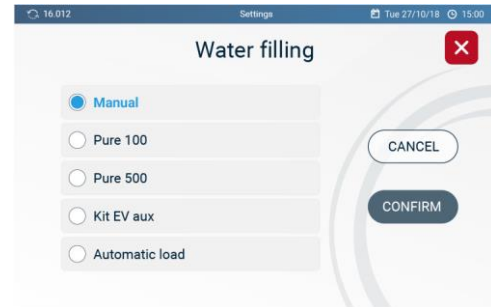 16.012 Settings Tue 27/10/18 15:00
Water filling
Manual
Pure 100
Pure 500
Kit EV aux
Automatic load
CANCEL
CONFIRM